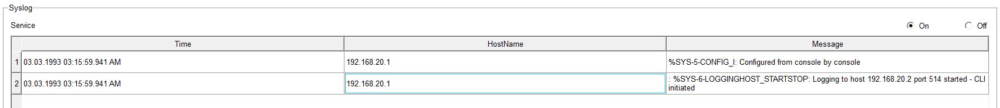 Syslog
Service
On
Off
Time
HostName
Message
1
03.03.1993 03:15:59.941 AM
192.168.20.1
%SYS-5-CONFIG_I: Configured from console by console
2
03.03.1993 03:15:59.941 AM
192.168.20.1
: %SYS-6-LOGGINGHOST_STARTSTOP: Logging to host 192.168.20.2 port 514 started - CLI
initiated